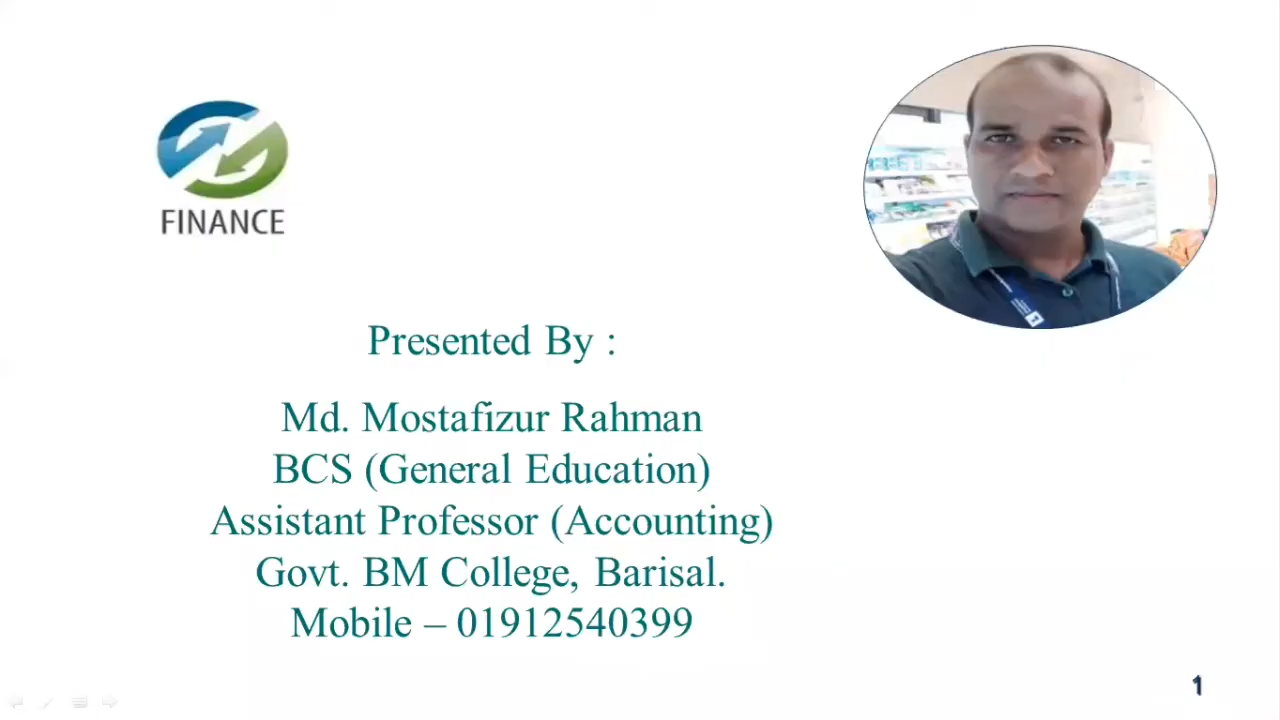 FINANCE
Presented By :
Md. Mostafizur Rahman
BCS (General Education)
Assistant Professor (Accounting)
Govt. BM College, Barisal.
Mobile – 01912540399
1